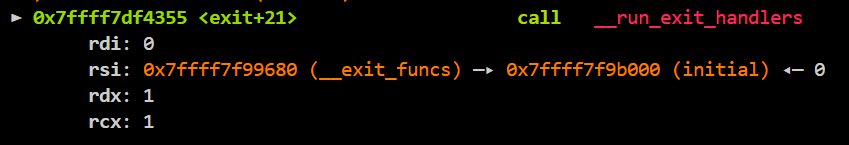 ► 0x7ffff7df4355 <exit+21> call __run_exit_handlers
rdi: 0
rsi: 0x7ffff7f99680 (__exit_funcs) —▸ 0x7ffff7f9b000 (initial) ◂— 0
rdx: 1
rcx: 1